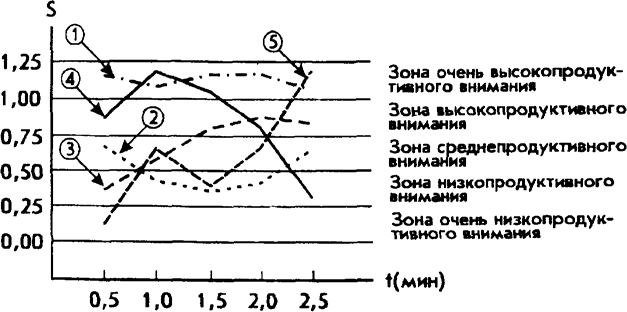 S
1
5
1,25
4
1,00
2
0,75
3
0,50
0,25
0,00
Зона очень высокопродук-
тивного внимания
Зона высокопродуктивного
внимания
Зона среднепродуктивного
внимания
Зона низкопродуктивного
внимания
Зона очень низкопродук-
тивного внимания
0,5 1,0 1,5 2,0 2,5
t(мин)